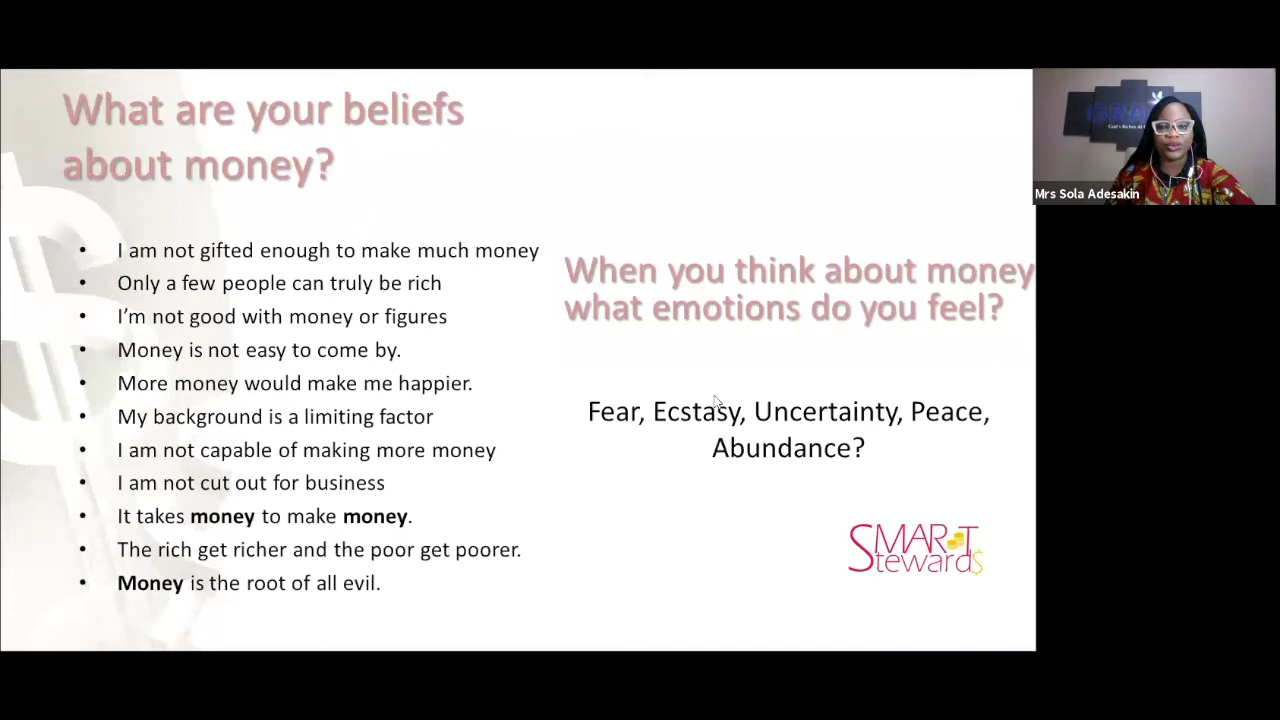 What are your beliefs
about money?
• I am not gifted enough to make much money
• Only a few people can truly be rich
• I’m not good with money or figures
• Money is not easy to come by.
• More money would make me happier.
• My background is a limiting factor
• I am not capable of making more money
• I am not cut out for business
• It takes money to make money.
• The rich get richer and the poor get poorer.
• Money is the root of all evil.
When you think about money
what emotions do you feel?
Fear, Ecstasy, Uncertainty, Peace,
Abundance?
SMART
Stewards
God's Riches At
Mrs Sola Adesakin